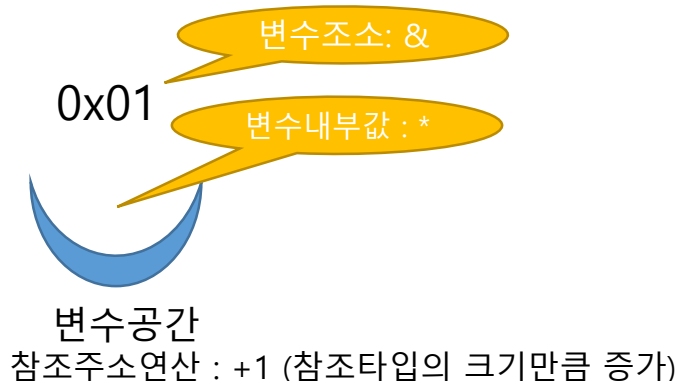 변수조소: &
0x01
변수내부값 : *
변수공간
참조주소연산 : +1 (참조타입의 크기만큼 증가)